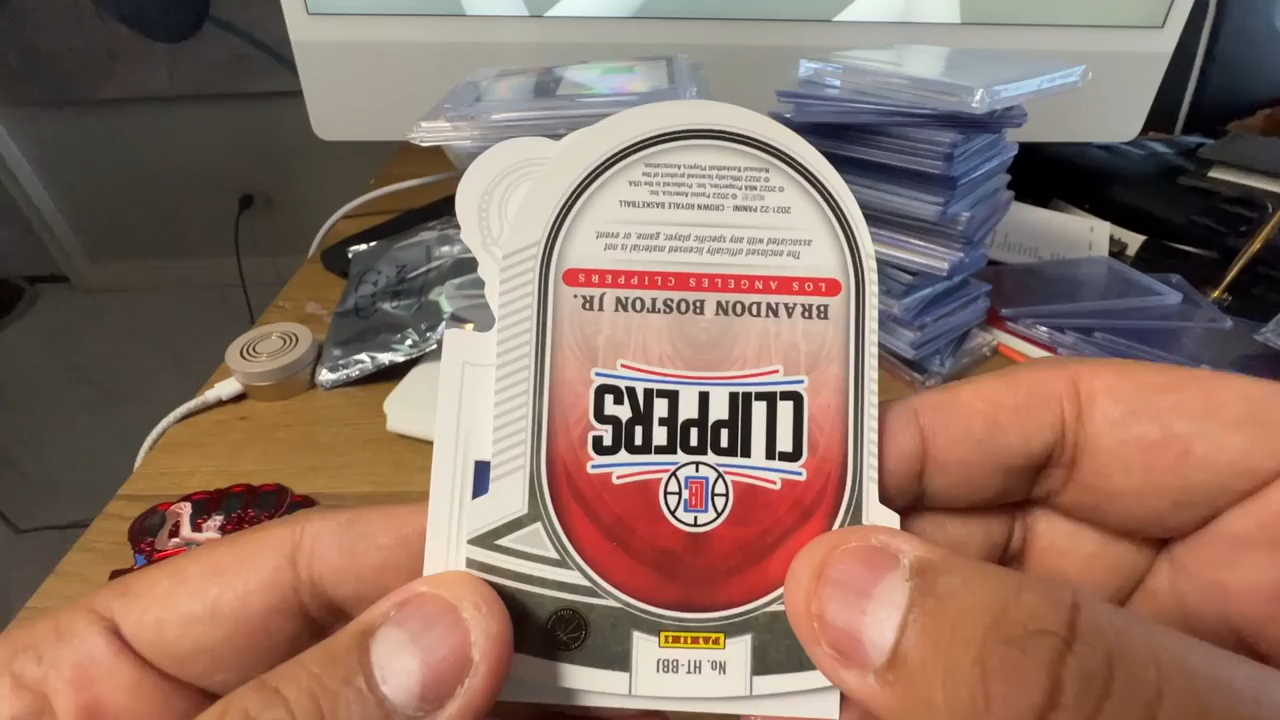 No. HT-BBJ
PANINI
LA
CLIPPERS
BRANDON BOSTON JR.
LOS ANGELES CLIPPERS
The enclosed officially licensed material is not
associated with any specific player, game, or event.
2021-22 PANINI – CROWN ROYALE BASKETBALL
© 2022 Panini America, Inc.
© 2022 NBA Properties, Inc. Produced in the USA
© 2022 Officially licensed product of the
National Basketball Players Association.